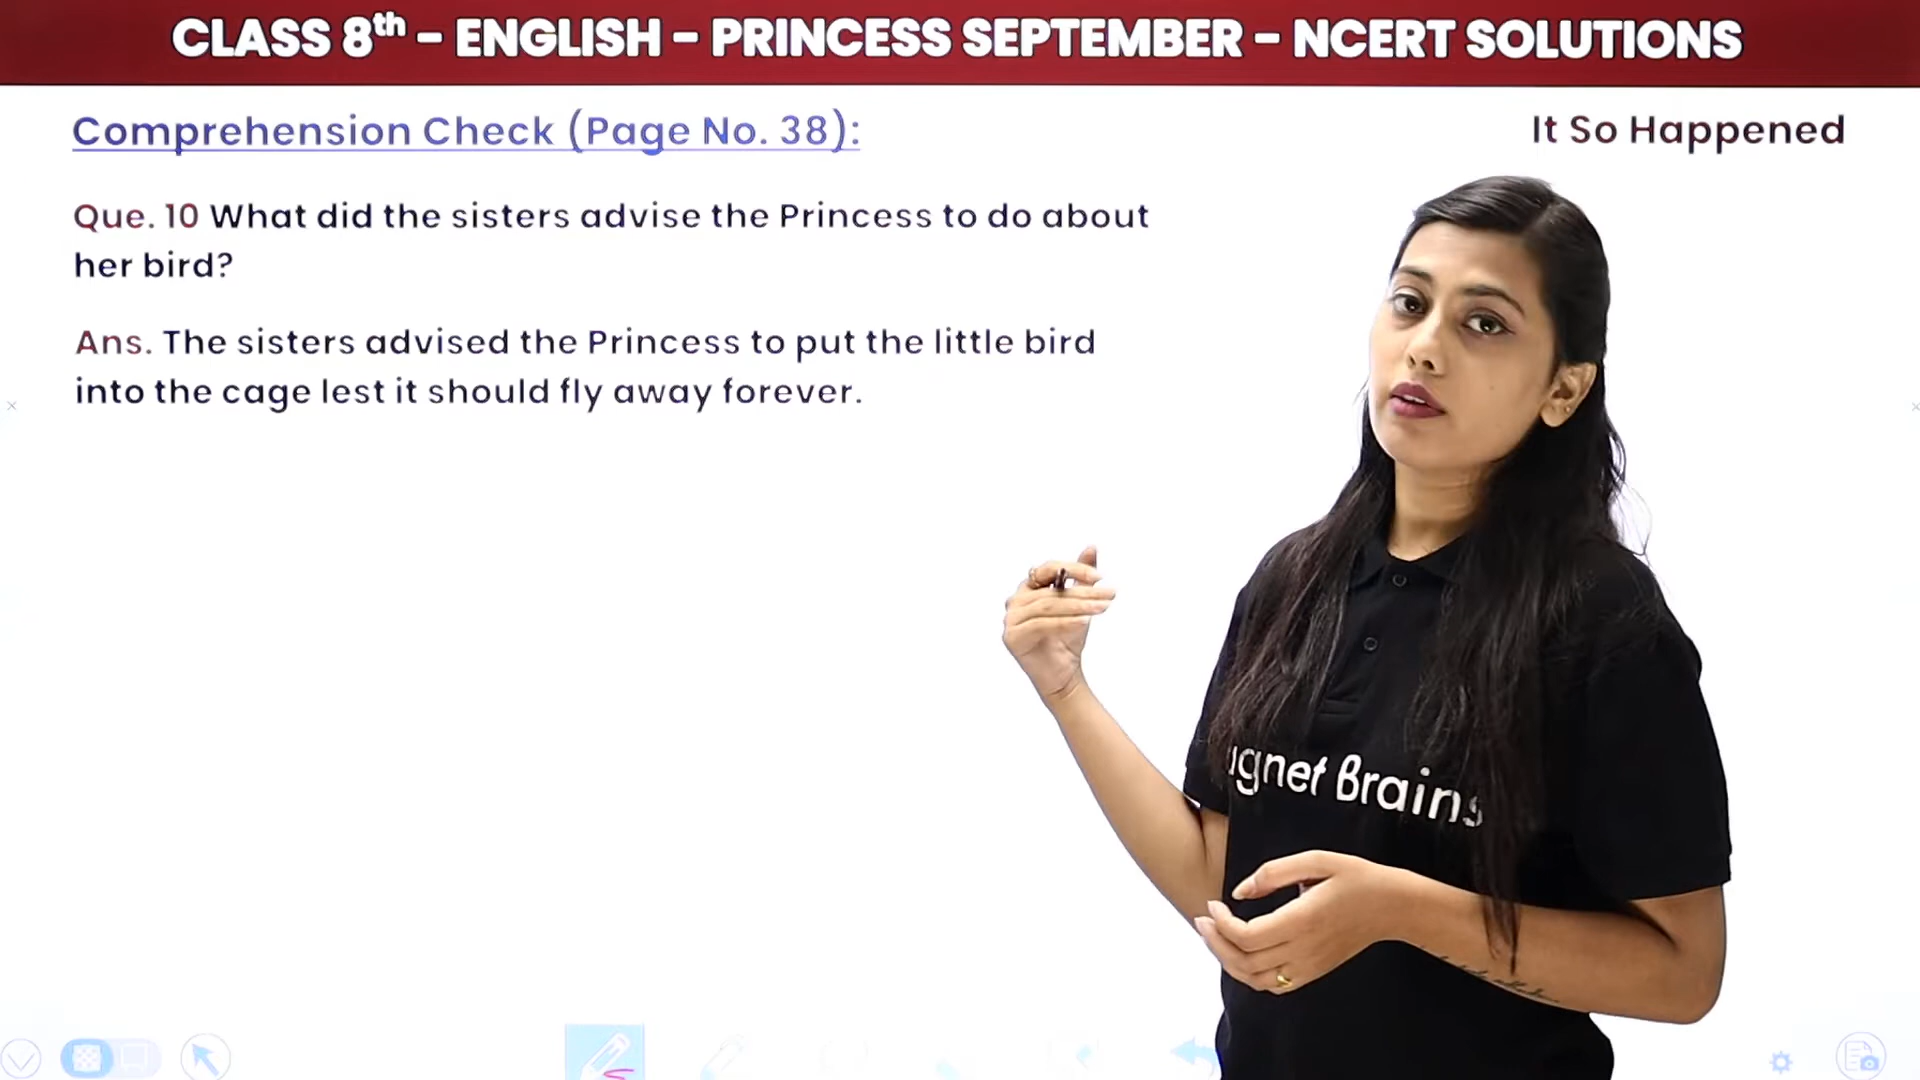 CLASS 8th – ENGLISH – PRINCESS SEPTEMBER – NCERT SOLUTIONS
Comprehension Check (Page No. 38):
It So Happened
Que. 10 What did the sisters advise the Princess to do about
her bird?
Ans. The sisters advised the Princess to put the little bird
into the cage lest it should fly away forever.
agnet Brains